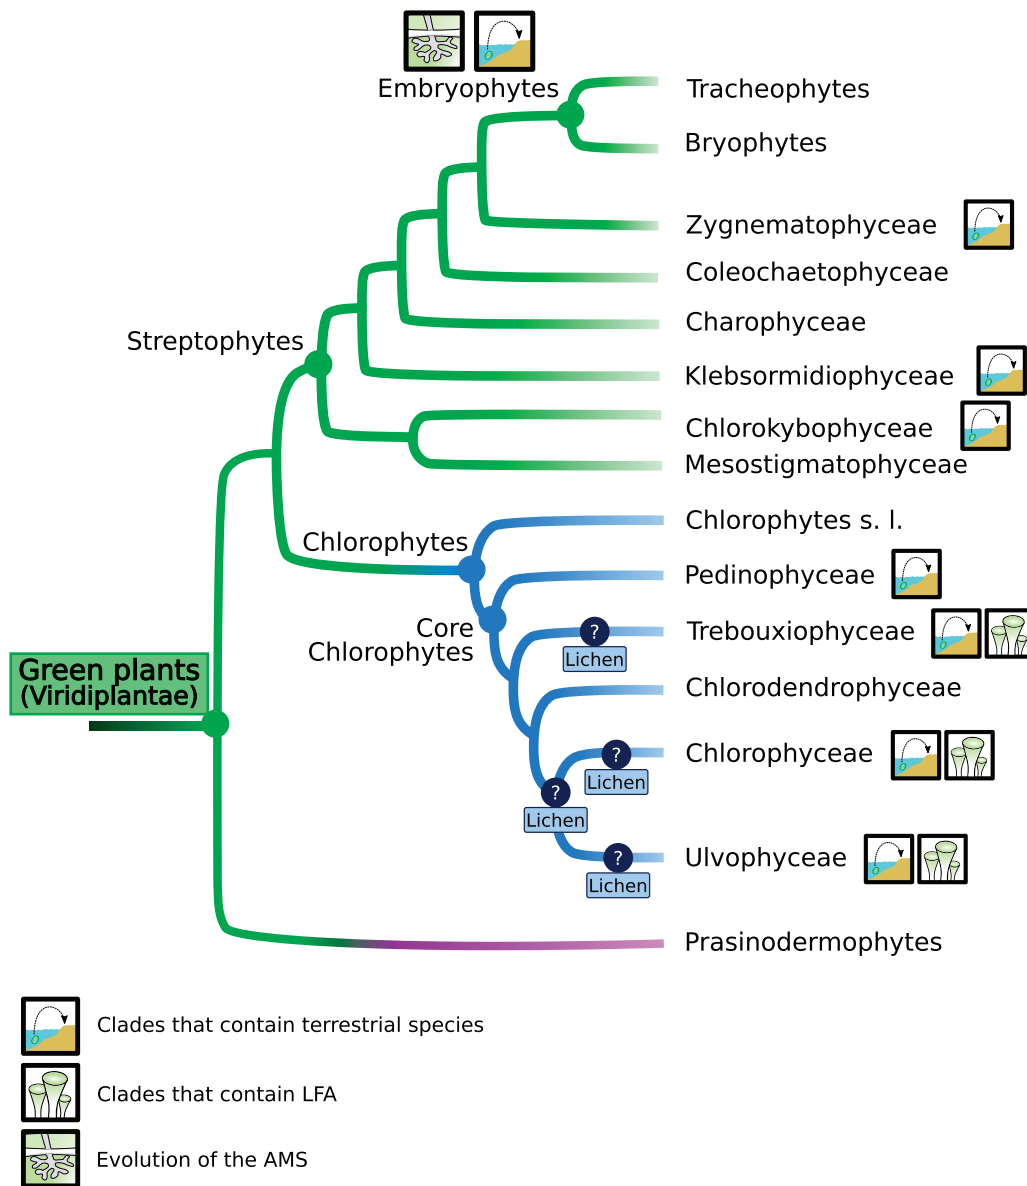 Embryophytes
Tracheophytes
Bryophytes
Zygnematophyceae
Coleochaetophyceae
Charophyceae
Streptophytes
Klebsormidiophyceae
Chlorokybophyceae
Mesostigmatophyceae
Chlorophytes s. l.
Chlorophytes
Pedinophyceae
Core
Chlorophytes
?
Lichen
Trebouxiophyceae
Green plants
(Viridiplantae)
Chlorodendrophyceae
?
Lichen
Chlorophyceae
?
Lichen
?
Lichen
Ulvophyceae
Prasinodermophytes
Clades that contain terrestrial species
Clades that contain LFA
Evolution of the AMS